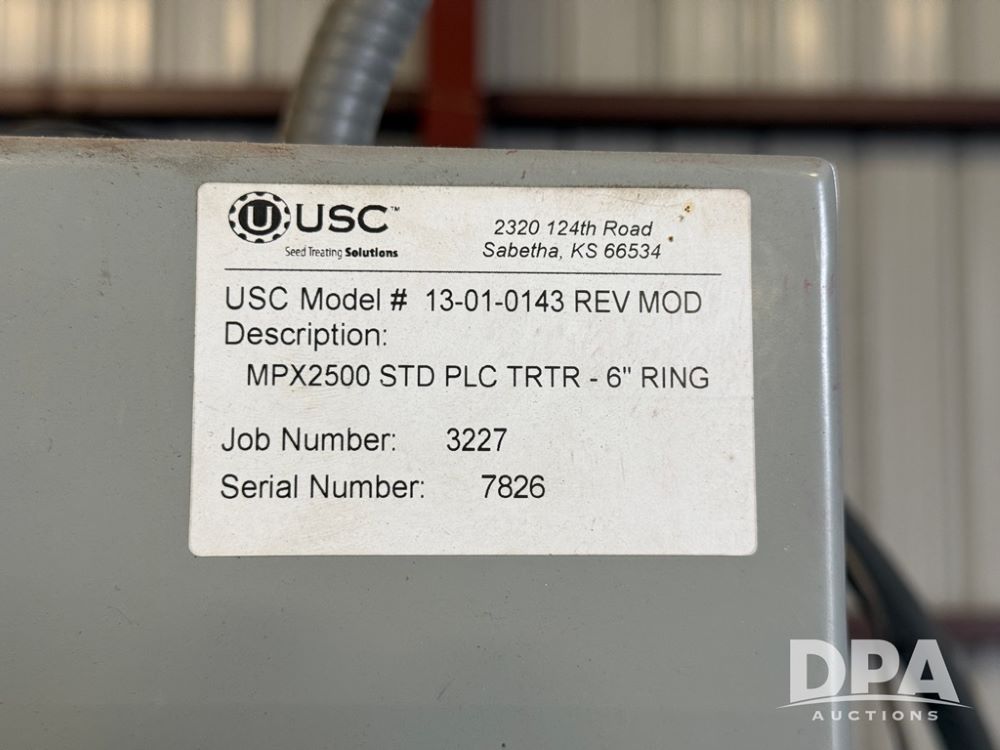 U USC™
Seed Treating Solutions
2320 124th Road
Sabetha, KS 66534
USC Model # 13-01-0143 REV MOD
Description:
MPX2500 STD PLC TRTR - 6" RING
Job Number: 3227
Serial Number: 7826
DPA
AUCTIONS